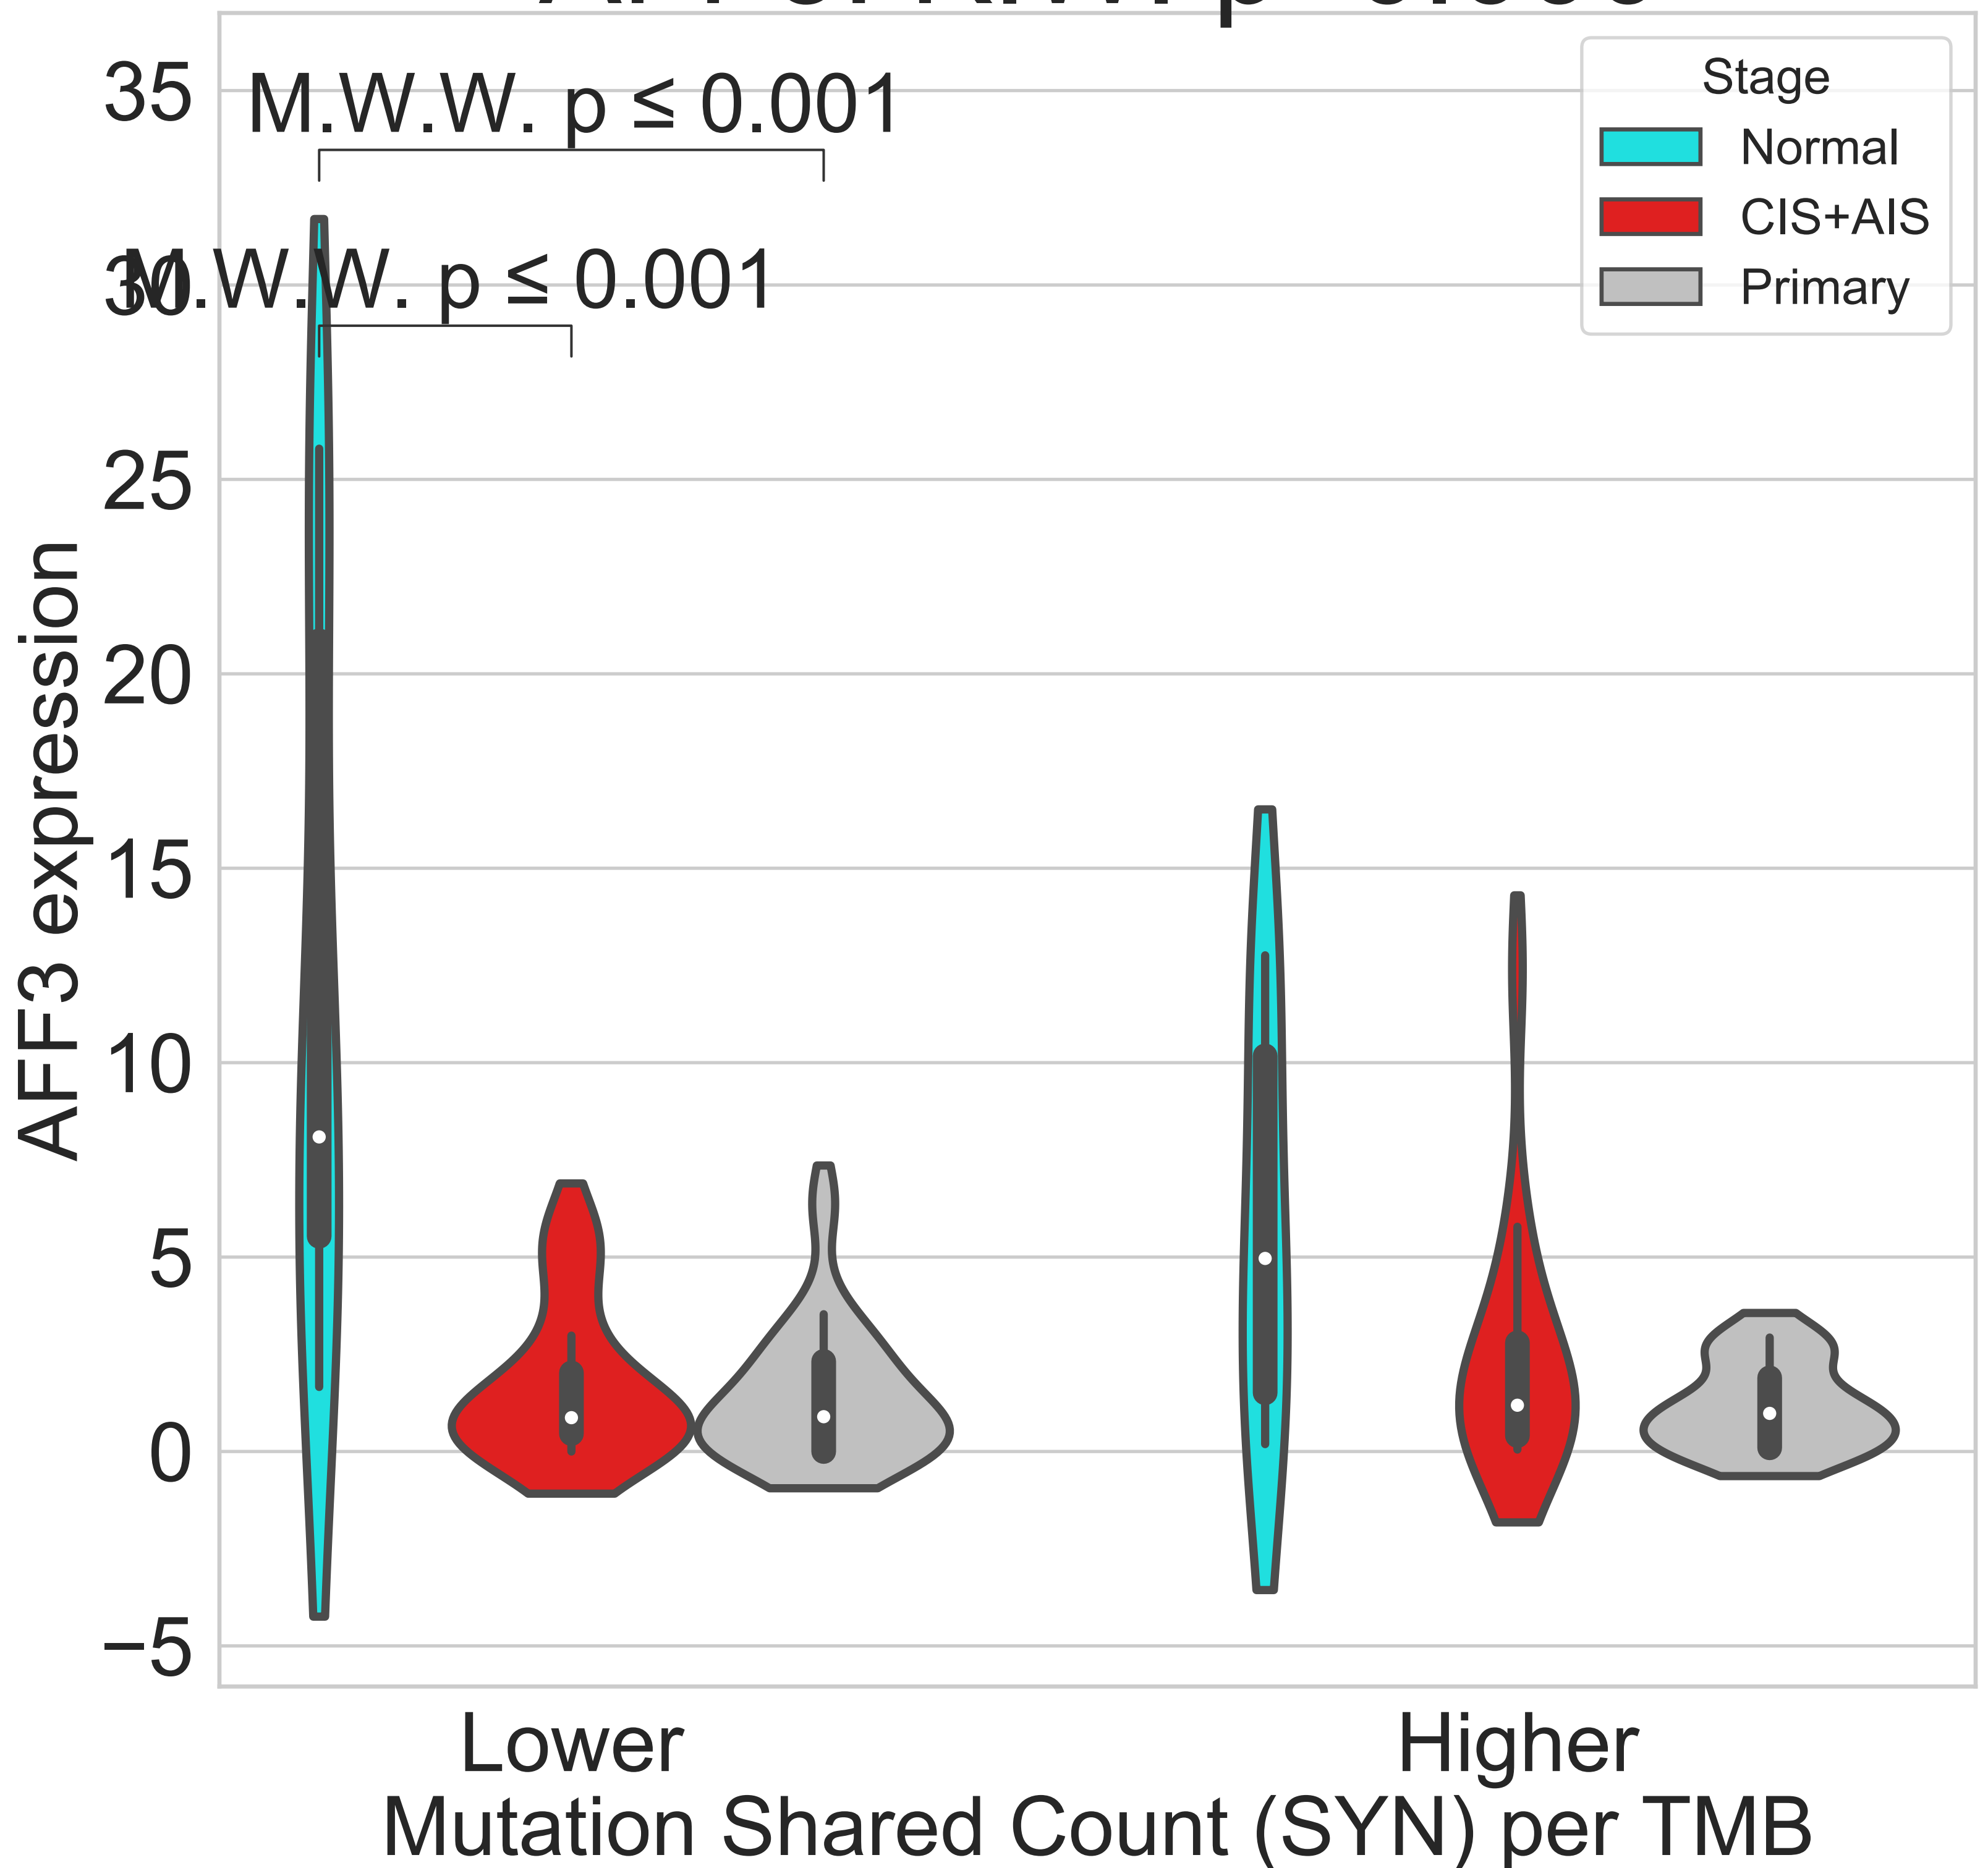 35
M.W.W. p ≤ 0.001
30
M.W.W. p ≤ 0.001
25
20
15
10
5
0
−5
AFF3 expression
Stage
Normal
CIS+AIS
Primary
Lower
Higher
Mutation Shared Count (SYN) per TMB